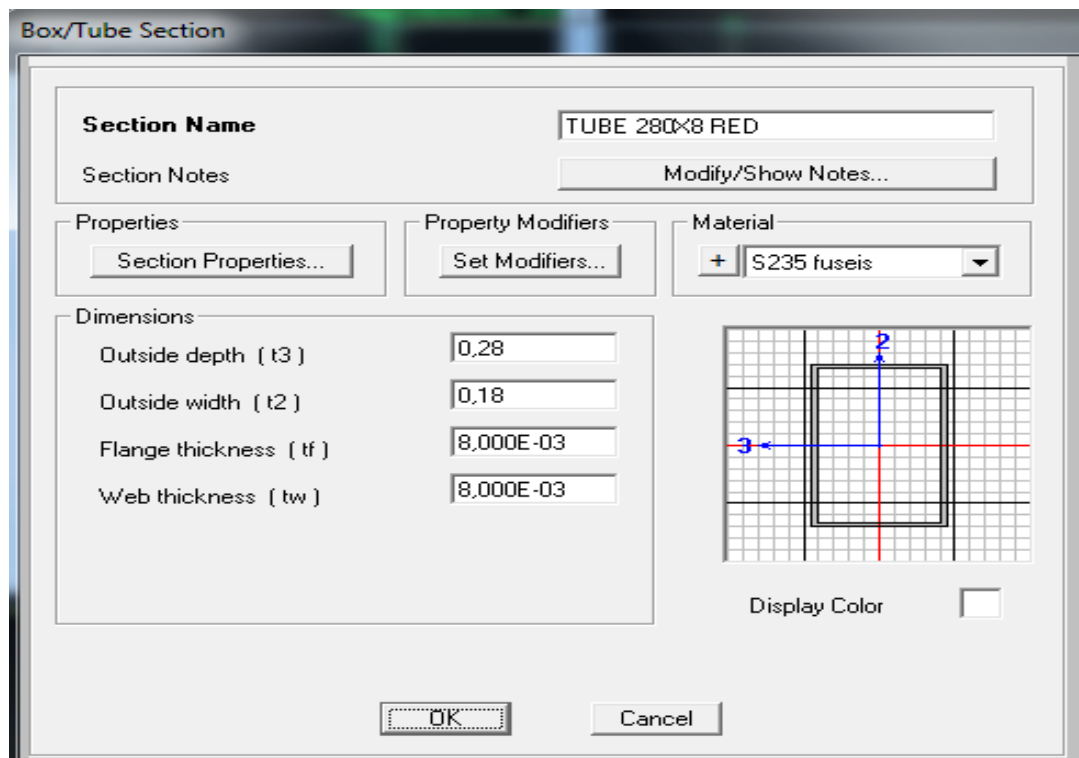 Box/Tube Section
Section Name
TUBE 280X8 RED
Section Notes
Modify/Show Notes...
Properties
Section Properties...
Property Modifiers
Set Modifiers...
Material
+
S235 fuseis
Dimensions
Outside depth ( t3 )
0,28
Outside width ( t2 )
0,18
Flange thickness ( tf )
8,000E-03
Web thickness ( tw )
8,000E-03
2
3
Display Color
OK
Cancel